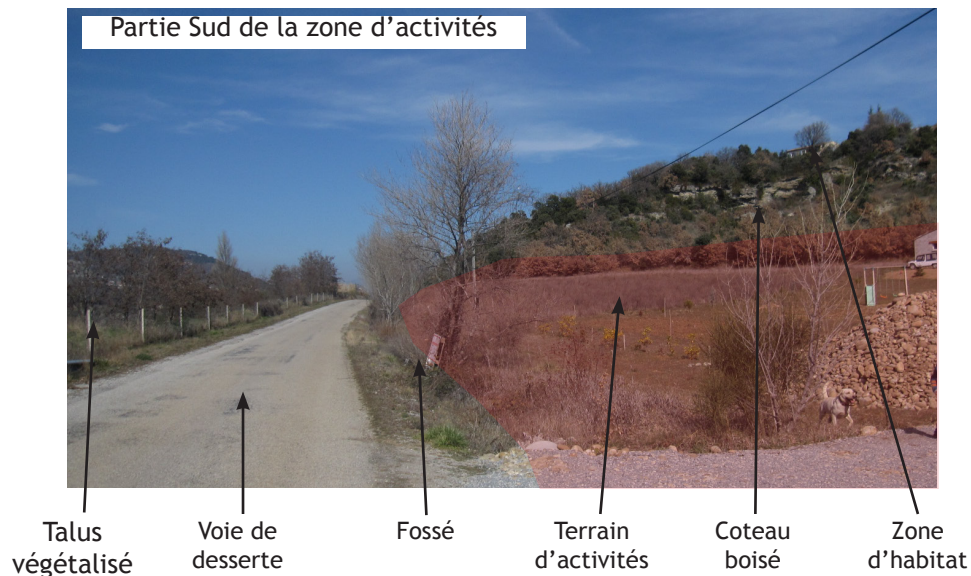 Partie Sud de la zone d’activités
Talus
végétalisé
Voie de
desserte
Fossé
Terrain
d’activités
Coteau
boisé
Zone
d’habitat